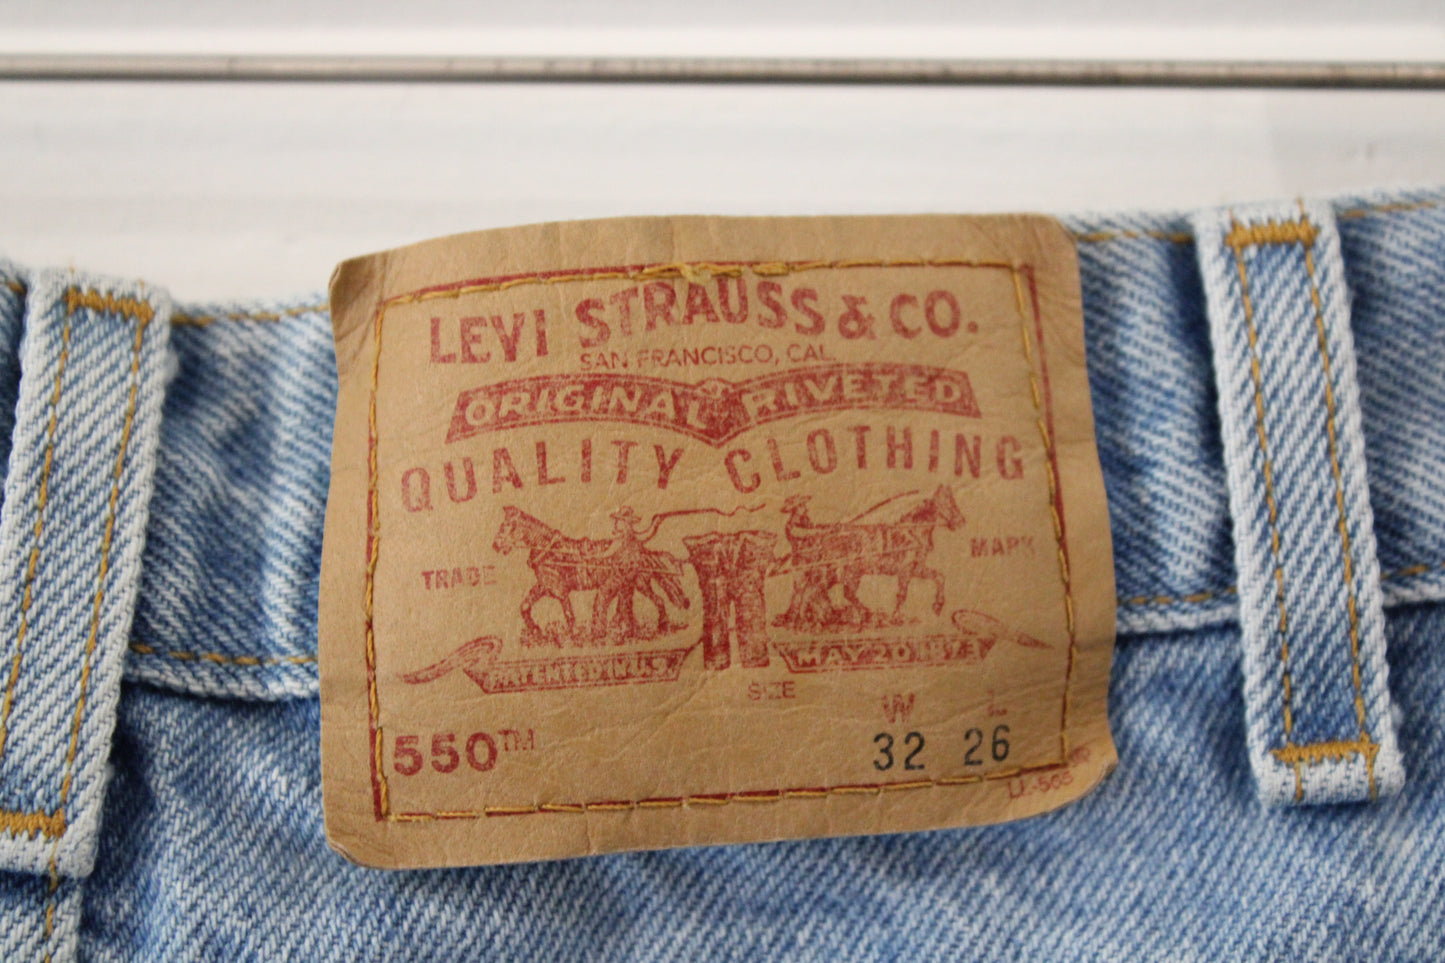 LEVI STRAUSS & CO.
SAN FRANCISCO, CAL.
ORIGINAL RIVETED
QUALITY CLOTHING
TRADE MARK
PATENTED IN U.S. MAY 20 1873
SIZE W L
550™ 32 26